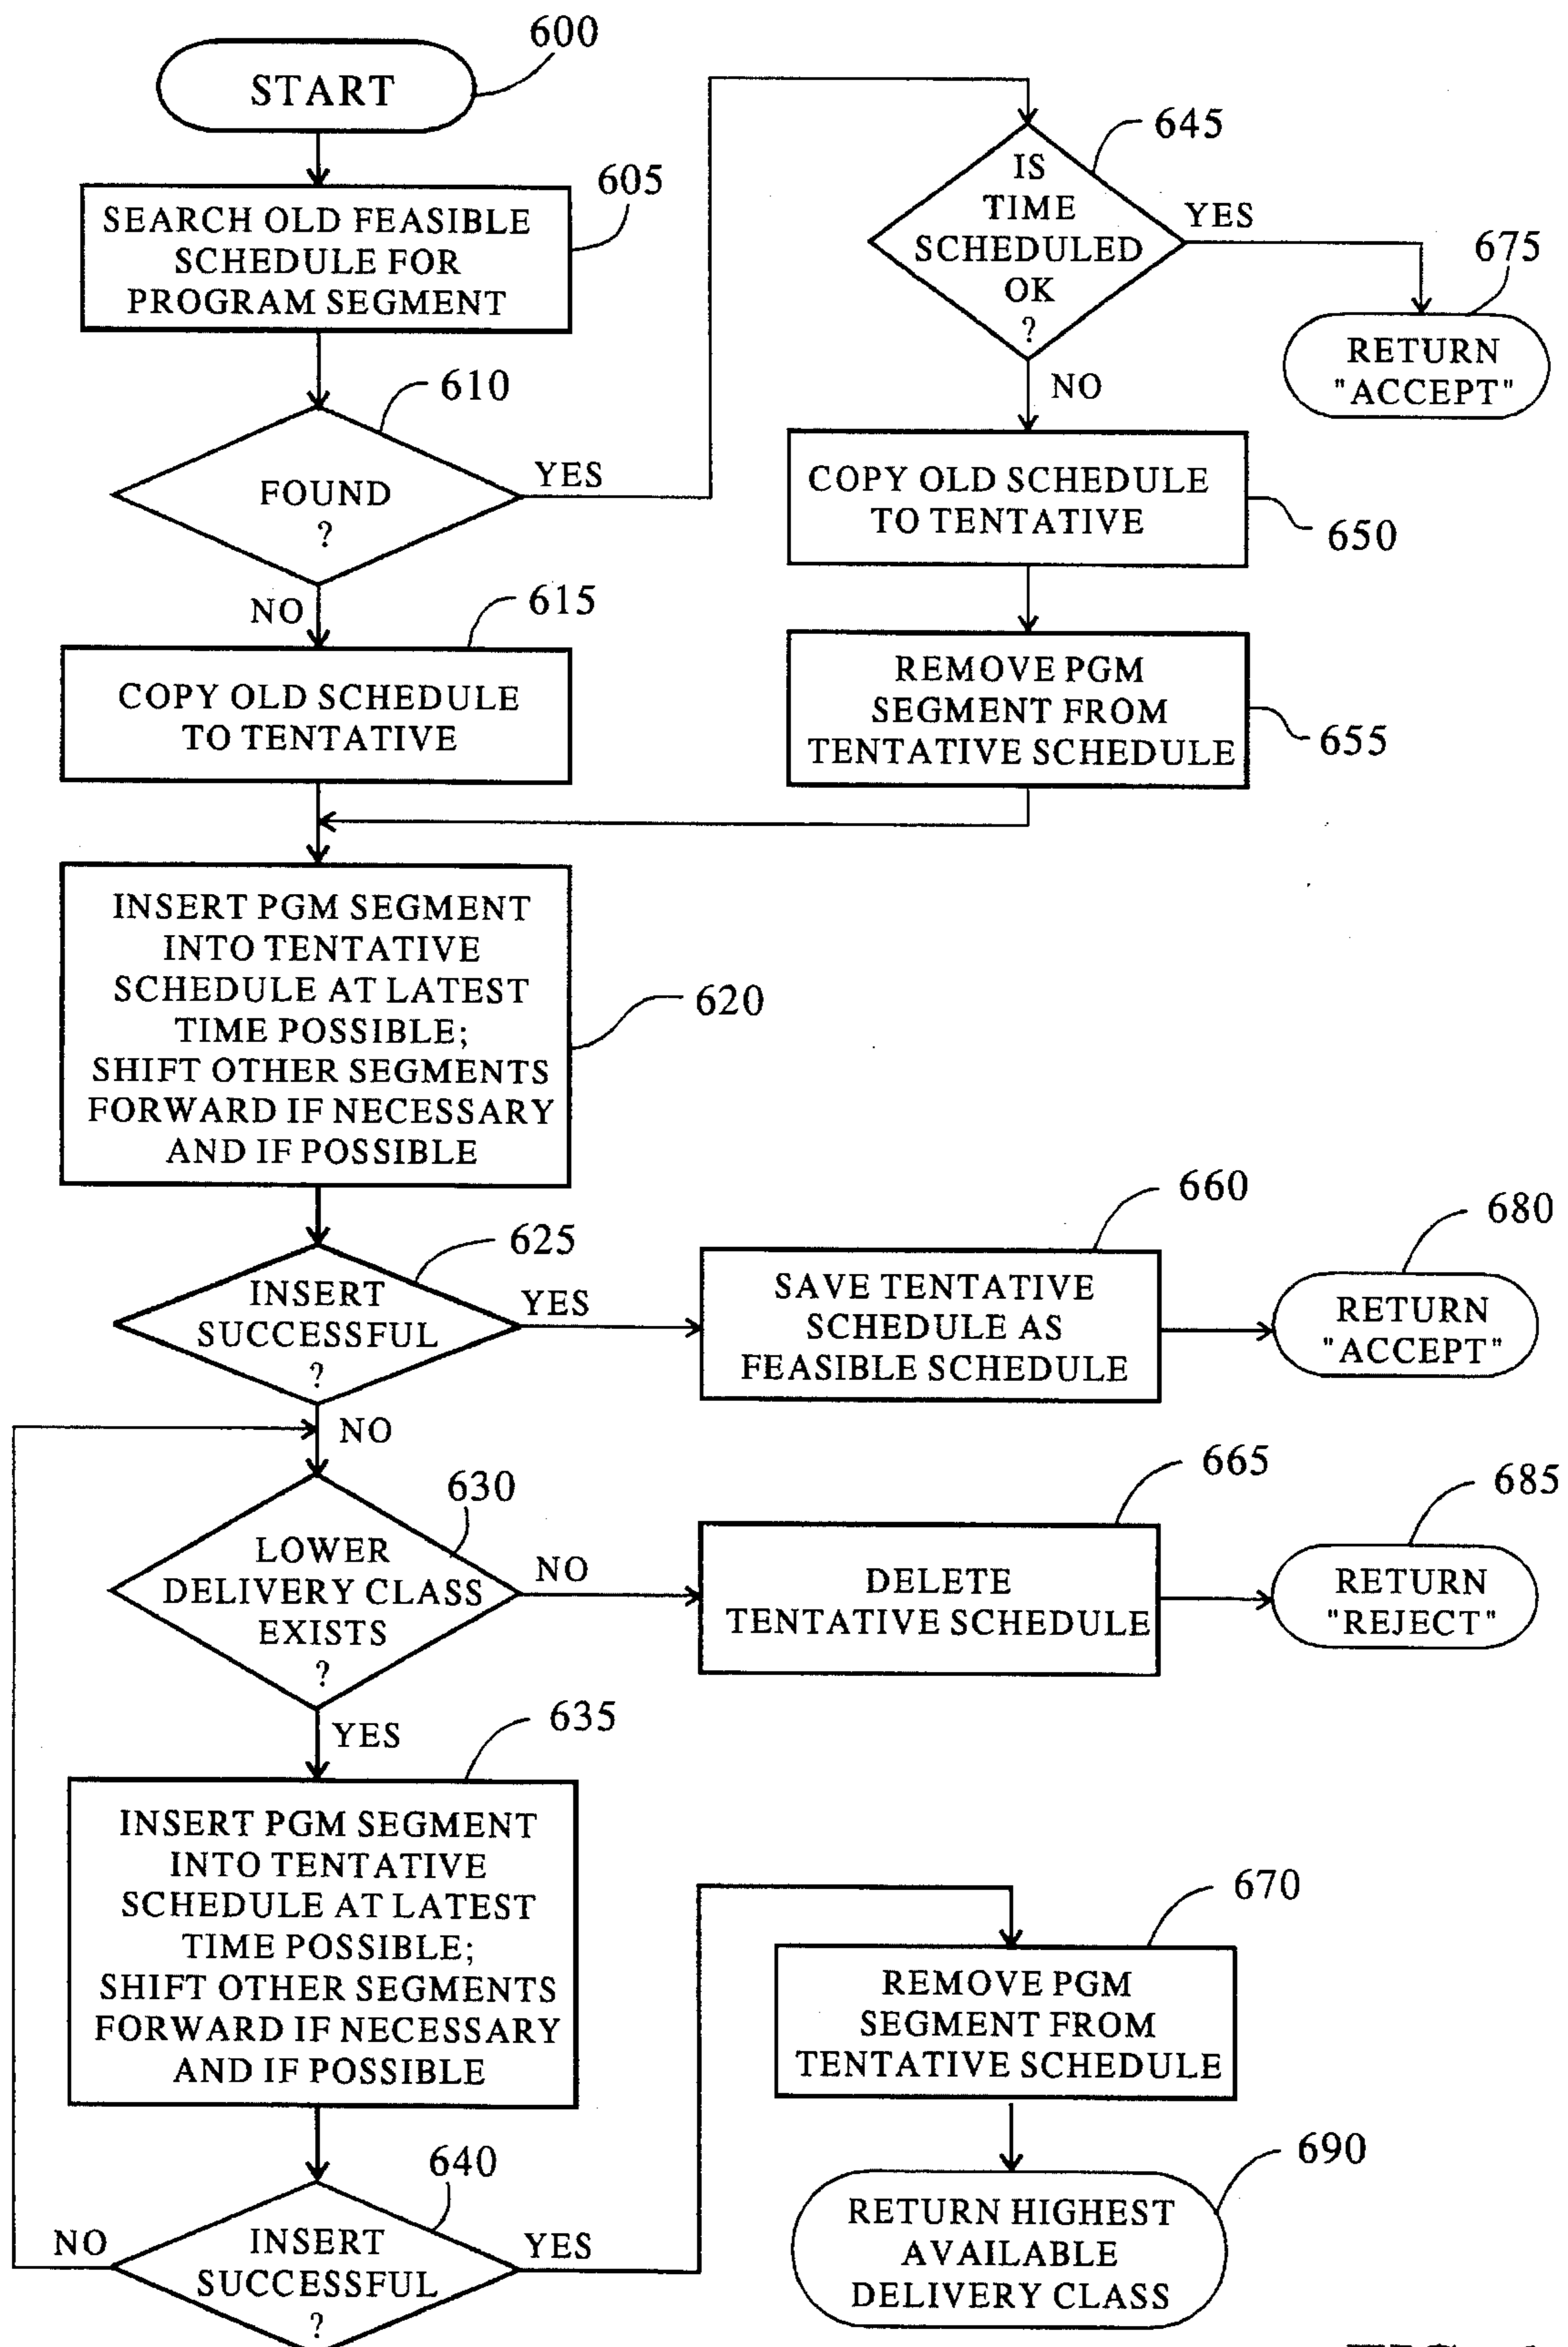 600
START
605
SEARCH OLD FEASIBLE
SCHEDULE FOR
PROGRAM SEGMENT
610
FOUND
?
YES
NO
615
COPY OLD SCHEDULE
TO TENTATIVE
645
IS
TIME
SCHEDULED
OK
?
YES
675
RETURN
"ACCEPT"
NO
COPY OLD SCHEDULE
TO TENTATIVE
650
REMOVE PGM
SEGMENT FROM
TENTATIVE SCHEDULE
655
INSERT PGM SEGMENT
INTO TENTATIVE
SCHEDULE AT LATEST
TIME POSSIBLE;
SHIFT OTHER SEGMENTS
FORWARD IF NECESSARY
AND IF POSSIBLE
620
625
INSERT
SUCCESSFUL
?
YES
660
SAVE TENTATIVE
SCHEDULE AS
FEASIBLE SCHEDULE
680
RETURN
"ACCEPT"
NO
630
LOWER
DELIVERY CLASS
EXISTS
?
NO
665
DELETE
TENTATIVE SCHEDULE
685
RETURN
"REJECT"
YES
635
INSERT PGM SEGMENT
INTO TENTATIVE
SCHEDULE AT LATEST
TIME POSSIBLE;
SHIFT OTHER SEGMENTS
FORWARD IF NECESSARY
AND IF POSSIBLE
640
INSERT
SUCCESSFUL
?
NO
YES
670
REMOVE PGM
SEGMENT FROM
TENTATIVE SCHEDULE
690
RETURN HIGHEST
AVAILABLE
DELIVERY CLASS